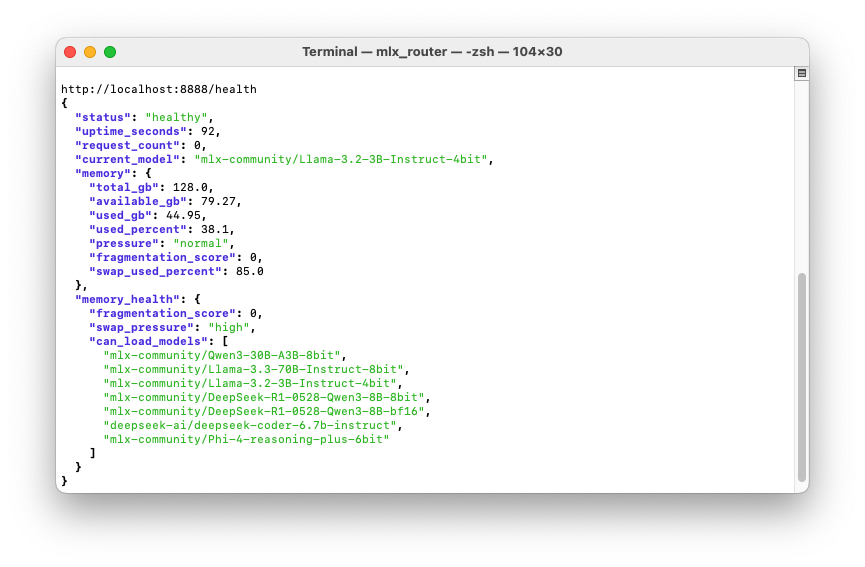 Terminal — mlx_router — -zsh — 104×30
http://localhost:8888/health
{
  "status": "healthy",
  "uptime_seconds": 92,
  "request_count": 0,
  "current_model": "mlx-community/Llama-3.2-3B-Instruct-4bit",
  "memory": {
    "total_gb": 128.0,
    "available_gb": 79.27,
    "used_gb": 44.95,
    "used_percent": 38.1,
    "pressure": "normal",
    "fragmentation_score": 0,
    "swap_used_percent": 85.0
  },
  "memory_health": {
    "fragmentation_score": 0,
    "swap_pressure": "high",
    "can_load_models": [
      "mlx-community/Qwen3-30B-A3B-8bit",
      "mlx-community/Llama-3.3-70B-Instruct-8bit",
      "mlx-community/Llama-3.2-3B-Instruct-4bit",
      "mlx-community/DeepSeek-R1-0528-Qwen3-8B-8bit",
      "mlx-community/DeepSeek-R1-0528-Qwen3-8B-bf16",
      "deepseek-ai/deepseek-coder-6.7b-instruct",
      "mlx-community/Phi-4-reasoning-plus-6bit"
    ]
  }
}